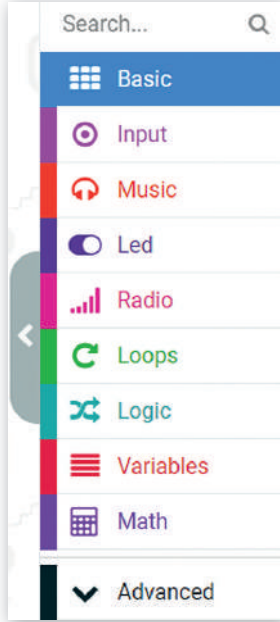 Search...
Basic
Input
Music
Led
Radio
Loops
Logic
Variables
Math
Advanced